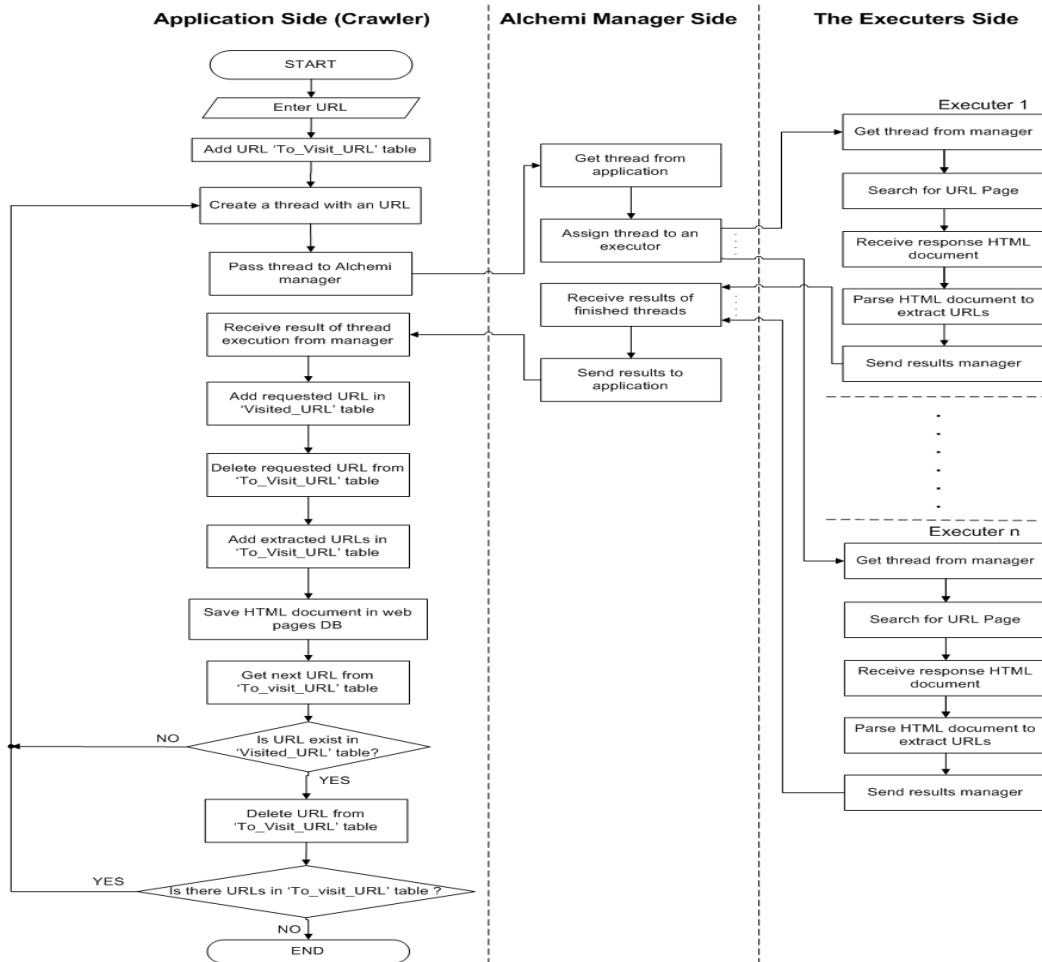 Application Side (Crawler)
Alchemi Manager Side
The Executers Side
START
Enter URL
Add URL 'To_Visit_URL' table
Create a thread with an URL
Pass thread to Alchemi
manager
Receive result of thread
execution from manager
Add requested URL in
'Visited_URL' table
Delete requested URL from
'To_Visit_URL' table
Add extracted URLs in
'To_Visit_URL' table
Save HTML document in web
pages DB
Get next URL from
'To_visit_URL' table
Is URL exist in
'Visited_URL' table?
NO
YES
Delete URL from
'To_Visit_URL' table
Is there URLs in 'To_visit_URL' table ?
YES
NO
END
Get thread from
application
Assign thread to an
executor
Receive results of
finished threads
Send results to
application
Executer 1
Get thread from manager
Search for URL Page
Receive response HTML
document
Parse HTML document to
extract URLs
Send results manager
Executer n
Get thread from manager
Search for URL Page
Receive response HTML
document
Parse HTML document to
extract URLs
Send results manager